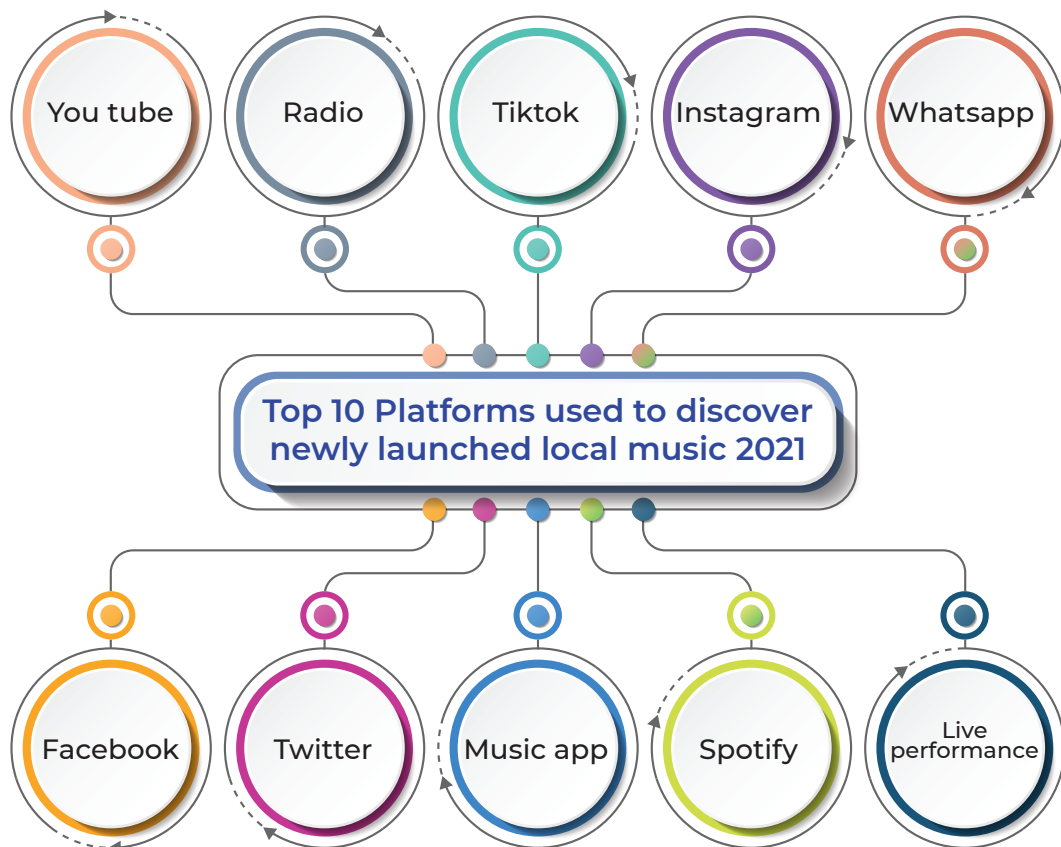 You tube
Radio
Tiktok
Instagram
Whatsapp
Top 10 Platforms used to discover
newly launched local music 2021
Facebook
Twitter
Music app
Spotify
Live
performance